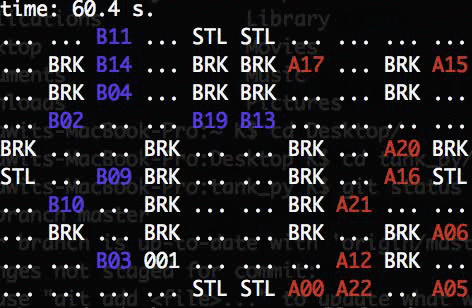 time: 60.4 s.
... ... B11 ... STL STL ... ... ... ...
... BRK B14 ... BRK BRK A17 ... BRK A15
... BRK B04 ... BRK BRK ... ... BRK ...
... B02 ... ... B19 B13 ... ... ... ...
BRK ... ... BRK ... ... BRK ... A20 BRK
STL ... B09 BRK ... ... BRK ... A16 STL
... B10 ... BRK ... ... BRK A21 ... ...
... BRK ... BRK ... ... BRK ... BRK A06
... BRK B03 001 ... ... ... A12 BRK ...
... ... ... ... STL STL A00 A22 ... A05